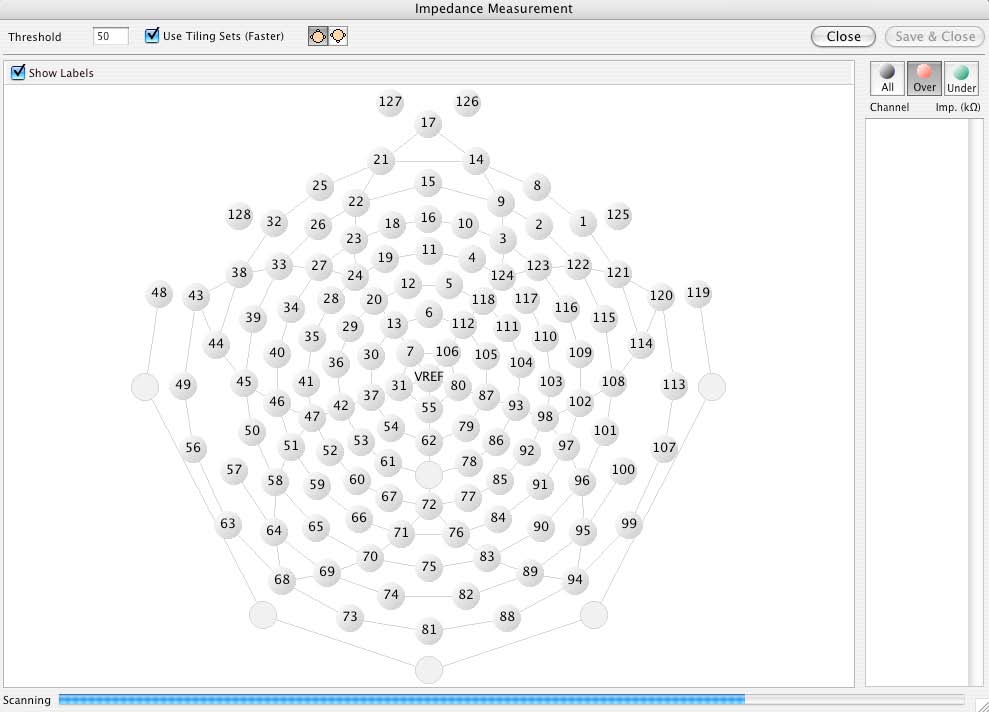 Impedance Measurement
Threshold 50 Use Tiling Sets (Faster) Close Save & Close
Show Labels All Over Under
Channel Imp. (kΩ)
127 126
17
21 14
15
25 8
22 9
128 32 26 18 16 10 2 1 125
23 3
11
19 4
38 33 27 24 124 123 122 121
12 5
48 43 28 20 118 117 120 119
39 34 6 116 115
29 13 112 111
44 35 110 114
40 36 30 7 106 105 104 109
VREF
45 41 31 80 103 108
49 37 87 113
46 42 55 93 102
47 98
50 54 79 101
53 62 86
56 51 52 92 97 107
57 61 78 100
58 59 60 85 91 96
67 77
72
63 64 65 66 84 90 95 99
71 76
70 83
75
68 69 89 94
74 82
73 88
81
Scanning